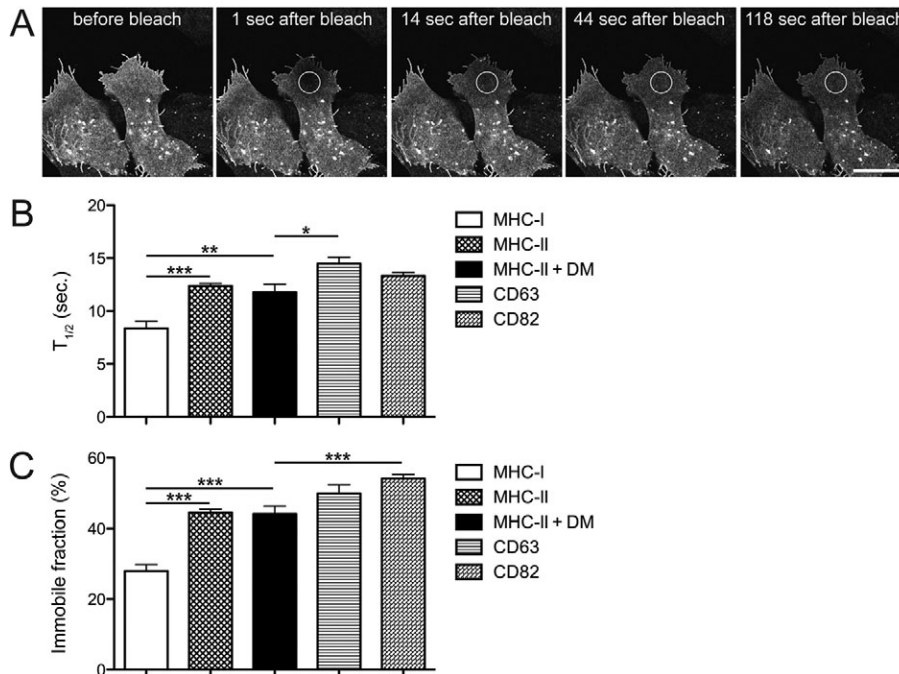 A
before bleach
1 sec after bleach
14 sec after bleach
44 sec after bleach
118 sec after bleach
B
T1/2 (sec.)
20
15
10
5
0
***
**
*
MHC-I
MHC-II
MHC-II + DM
CD63
CD82
C
Immobile fraction (%)
60
40
20
0
***
***
***
MHC-I
MHC-II
MHC-II + DM
CD63
CD82